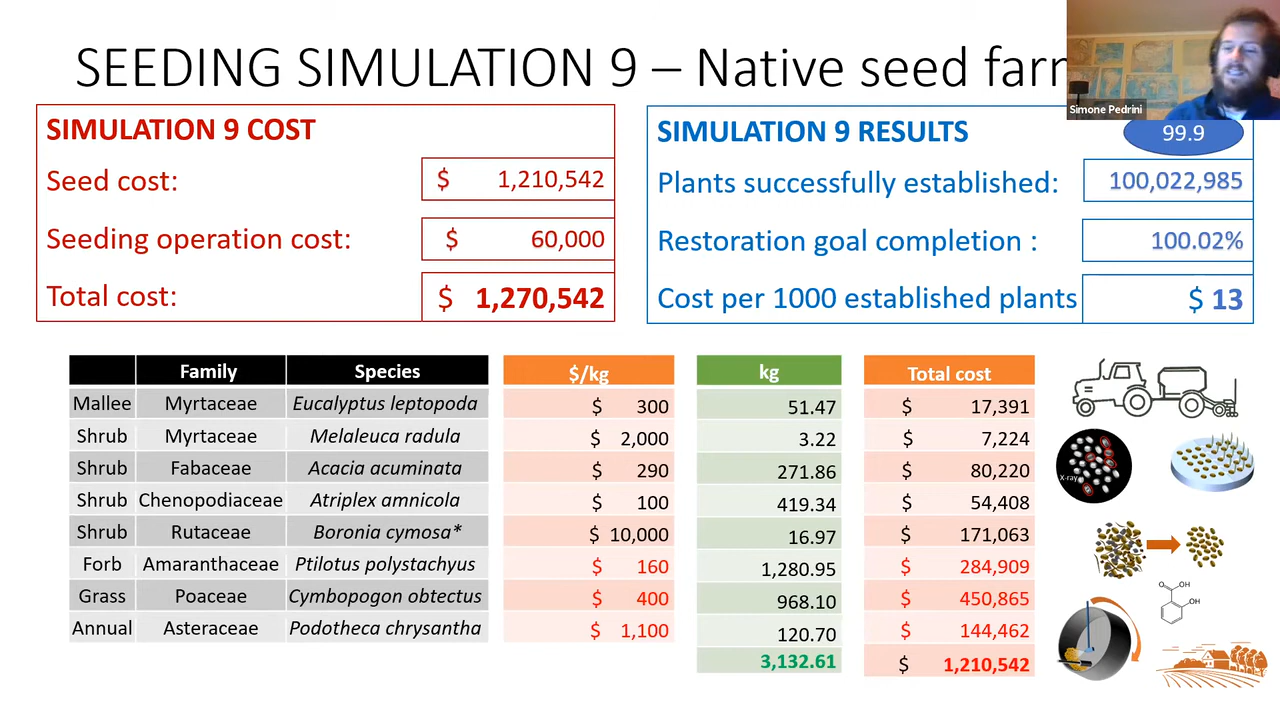 SEEDING SIMULATION 9 – Native seed farm
Simone Pedrini
SIMULATION 9 COST
Seed cost: $ 1,210,542
Seeding operation cost: $ 60,000
Total cost: $ 1,270,542
SIMULATION 9 RESULTS 99.9
Plants successfully established: 100,022,985
Restoration goal completion : 100.02%
Cost per 1000 established plants $ 13
Family Species $/kg kg Total cost
Mallee Myrtaceae Eucalyptus leptopoda $ 300 51.47 $ 17,391
Shrub Myrtaceae Melaleuca radula $ 2,000 3.22 $ 7,224
Shrub Fabaceae Acacia acuminata $ 290 271.86 $ 80,220
Shrub Chenopodiaceae Atriplex amnicola $ 100 419.34 $ 54,408
Shrub Rutaceae Boronia cymosa* $ 10,000 16.97 $ 171,063
Forb Amaranthaceae Ptilotus polystachyus $ 160 1,280.95 $ 284,909
Grass Poaceae Cymbopogon obtectus $ 400 968.10 $ 450,865
Annual Asteraceae Podotheca chrysantha $ 1,100 120.70 $ 144,462
3,132.61 $ 1,210,542
X-ray
O OH
OH